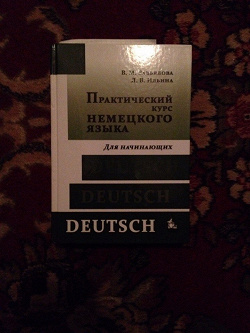 В. М. Завьялова
Л. В. Ильина
Практический
курс
немецкого
языка
Для начинающих
DEUTSCH
DEUTSCH